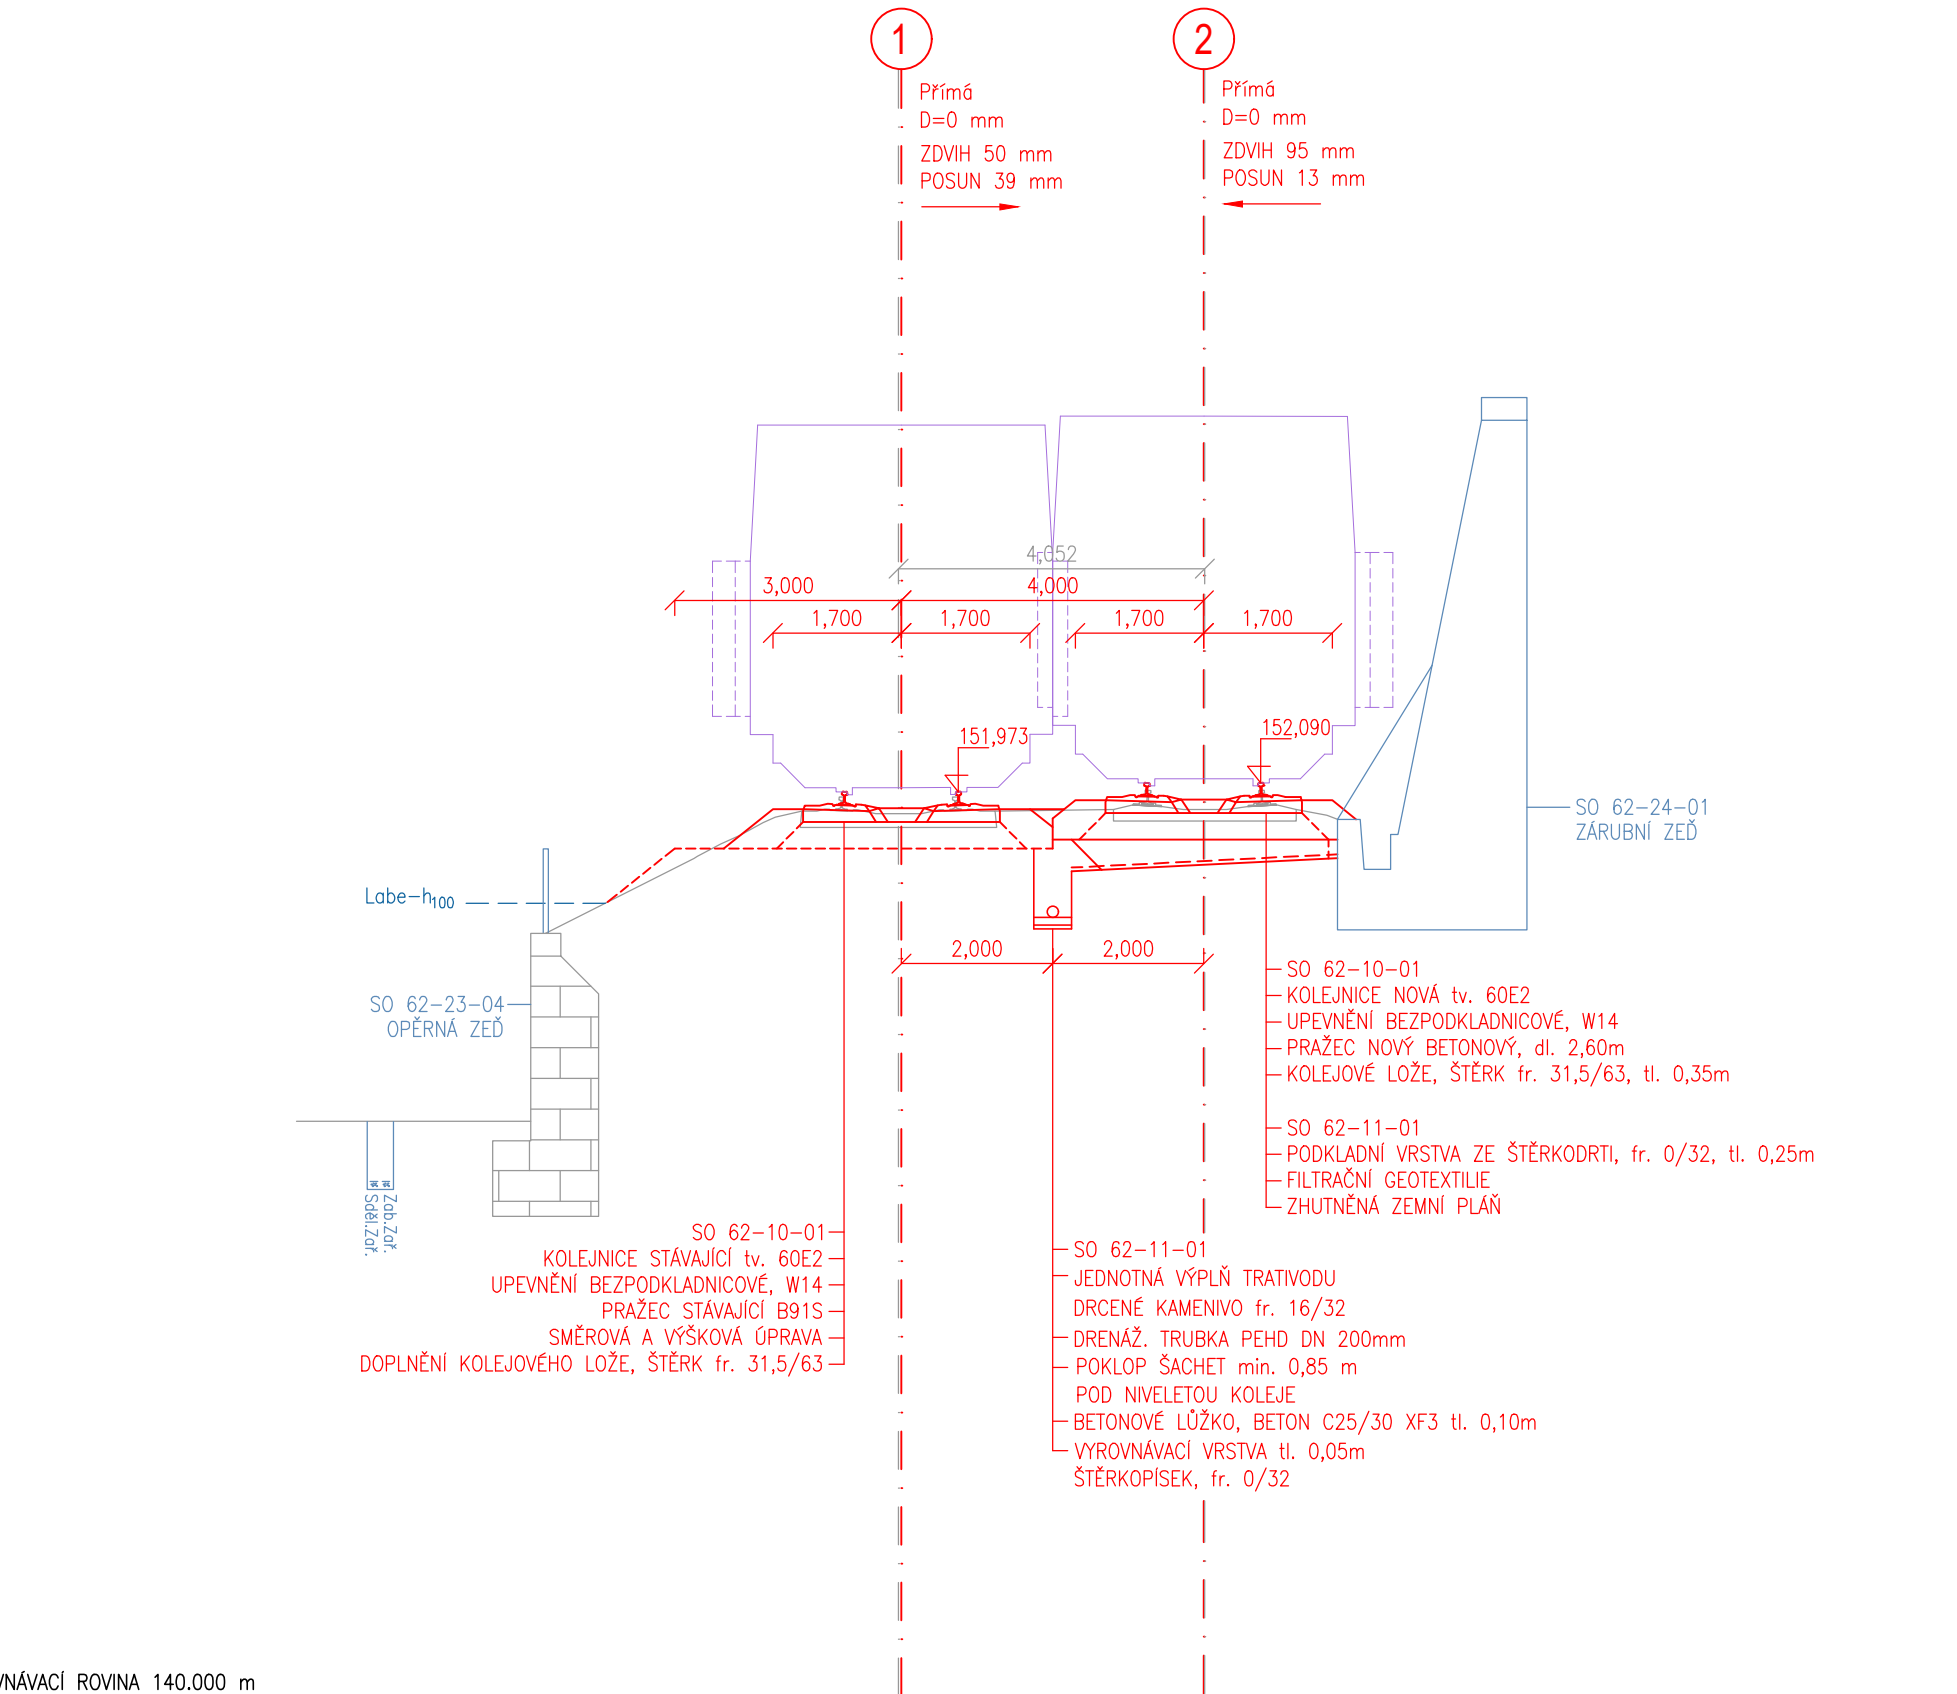 1
2
Přímá
D=0 mm
ZDVIH 50 mm
POSUN 39 mm
Přímá
D=0 mm
ZDVIH 95 mm
POSUN 13 mm
4,052
3,000
4,000
1,700
1,700
1,700
1,700
151,973
152,090
SO 62-24-01
ZÁRUBNÍ ZEĎ
Labe-h100
2,000
2,000
SO 62-23-04
OPĚRNÁ ZEĎ
SO 62-10-01
KOLEJNICE NOVÁ tv. 60E2
UPEVNĚNÍ BEZPODKLADNICOVÉ, W14
PRAŽEC NOVÝ BETONOVÝ, dl. 2,60m
KOLEJOVÉ LOŽE, ŠTĚRK fr. 31,5/63, tl. 0,35m
SO 62-11-01
PODKLADNÍ VRSTVA ZE ŠTĚRKODRTI, fr. 0/32, tl. 0,25m
FILTRAČNÍ GEOTEXTILIE
ZHUTNĚNÁ ZEMNÍ PLÁŇ
Zab.Zař.
Sděl.Zař.
SO 62-10-01
KOLEJNICE STÁVAJÍCÍ tv. 60E2
UPEVNĚNÍ BEZPODKLADNICOVÉ, W14
PRAŽEC STÁVAJÍCÍ B91S
SMĚROVÁ A VÝŠKOVÁ ÚPRAVA
DOPLNĚNÍ KOLEJOVÉHO LOŽE, ŠTĚRK fr. 31,5/63
SO 62-11-01
JEDNOTNÁ VÝPLŇ TRATIVODU
DRCENÉ KAMENIVO fr. 16/32
DRENÁŽ. TRUBKA PEHD DN 200mm
POKLOP ŠACHET min. 0,85 m
POD NIVELETOU KOLEJE
BETONOVÉ LŮŽKO, BETON C25/30 XF3 tl. 0,10m
VYROVNÁVACÍ VRSTVA tl. 0,05m
ŠTĚRKOPÍSEK, fr. 0/32
VNÁVACÍ ROVINA 140.000 m